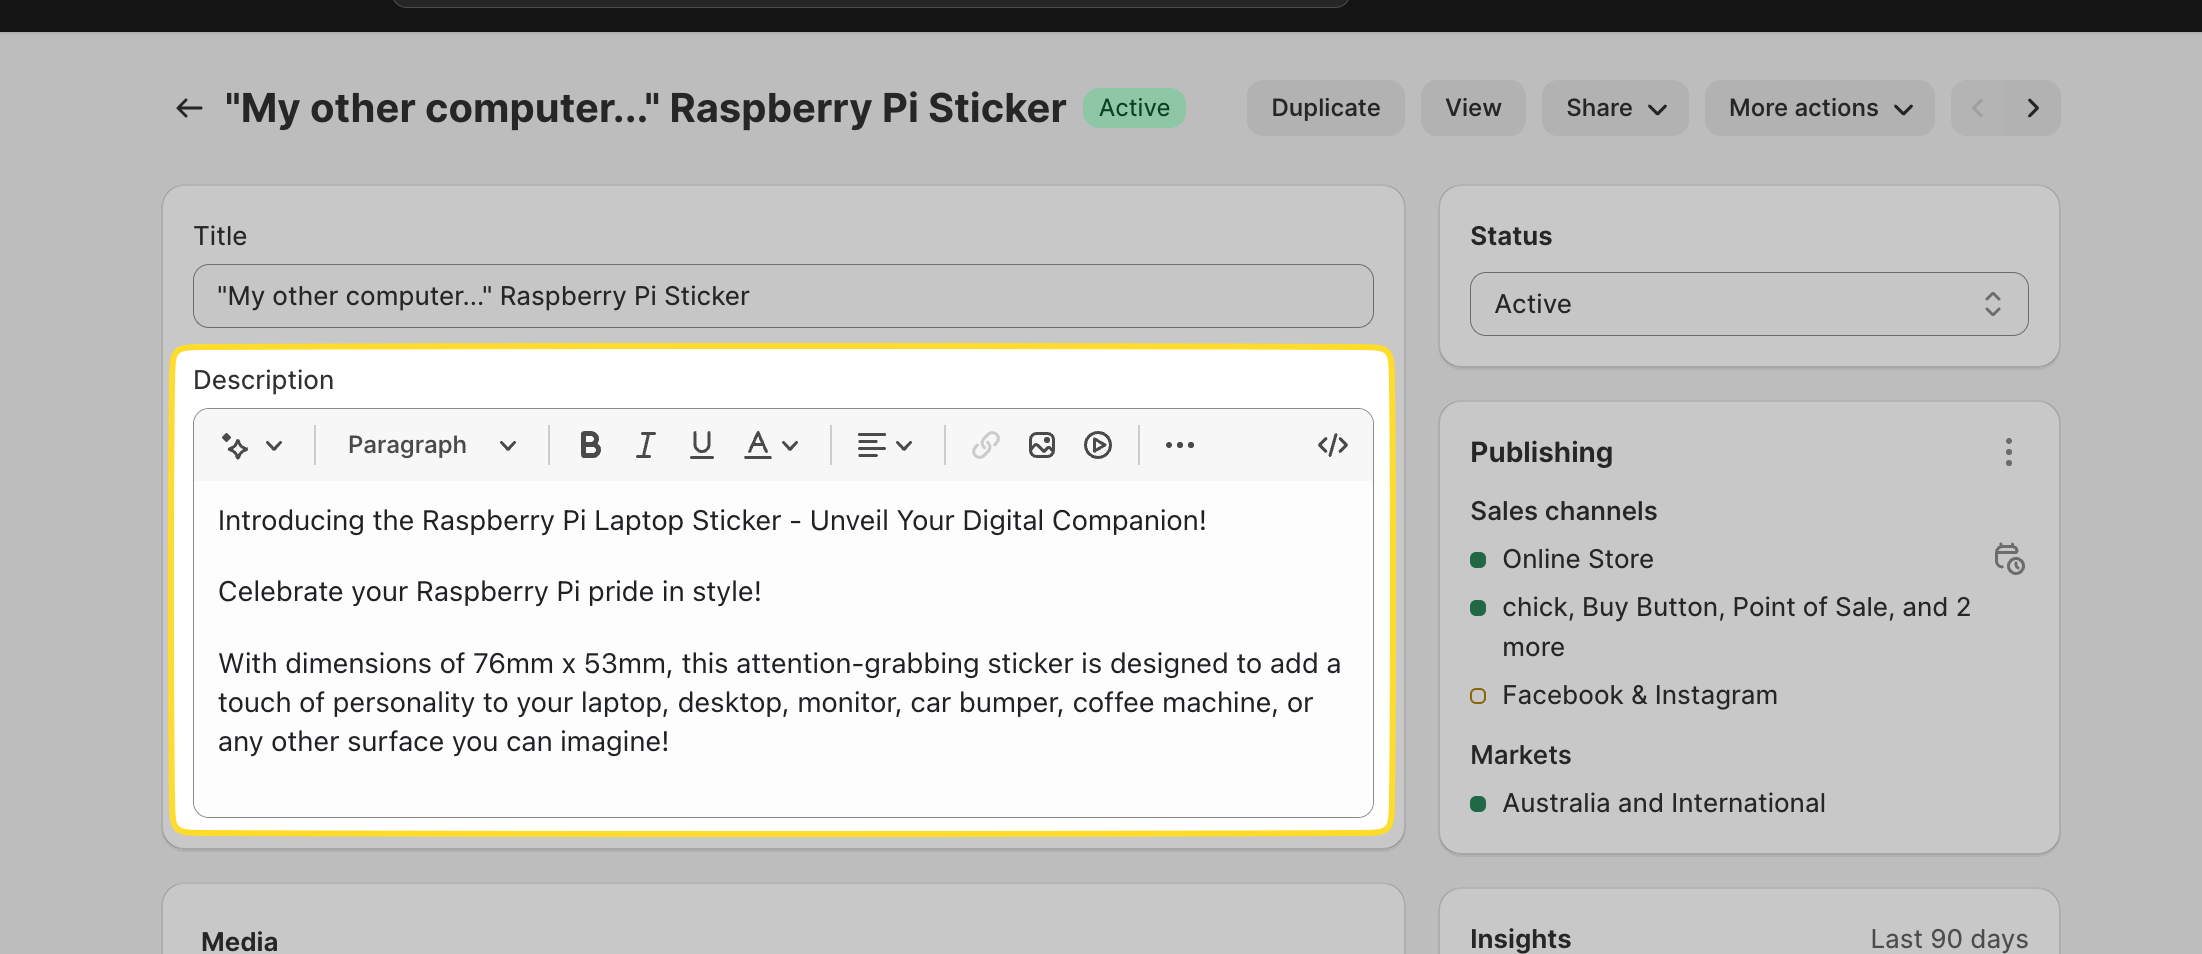 "My other computer..." Raspberry Pi Sticker
Active
Duplicate
View
Share
More actions
Title
"My other computer..." Raspberry Pi Sticker
Description
Paragraph
B I U A
Introducing the Raspberry Pi Laptop Sticker - Unveil Your Digital Companion!
Celebrate your Raspberry Pi pride in style!
With dimensions of 76mm x 53mm, this attention-grabbing sticker is designed to add a
touch of personality to your laptop, desktop, monitor, car bumper, coffee machine, or
any other surface you can imagine!
Media
Status
Active
Publishing
Sales channels
Online Store
chick, Buy Button, Point of Sale, and 2
more
Facebook & Instagram
Markets
Australia and International
Insights
Last 90 days